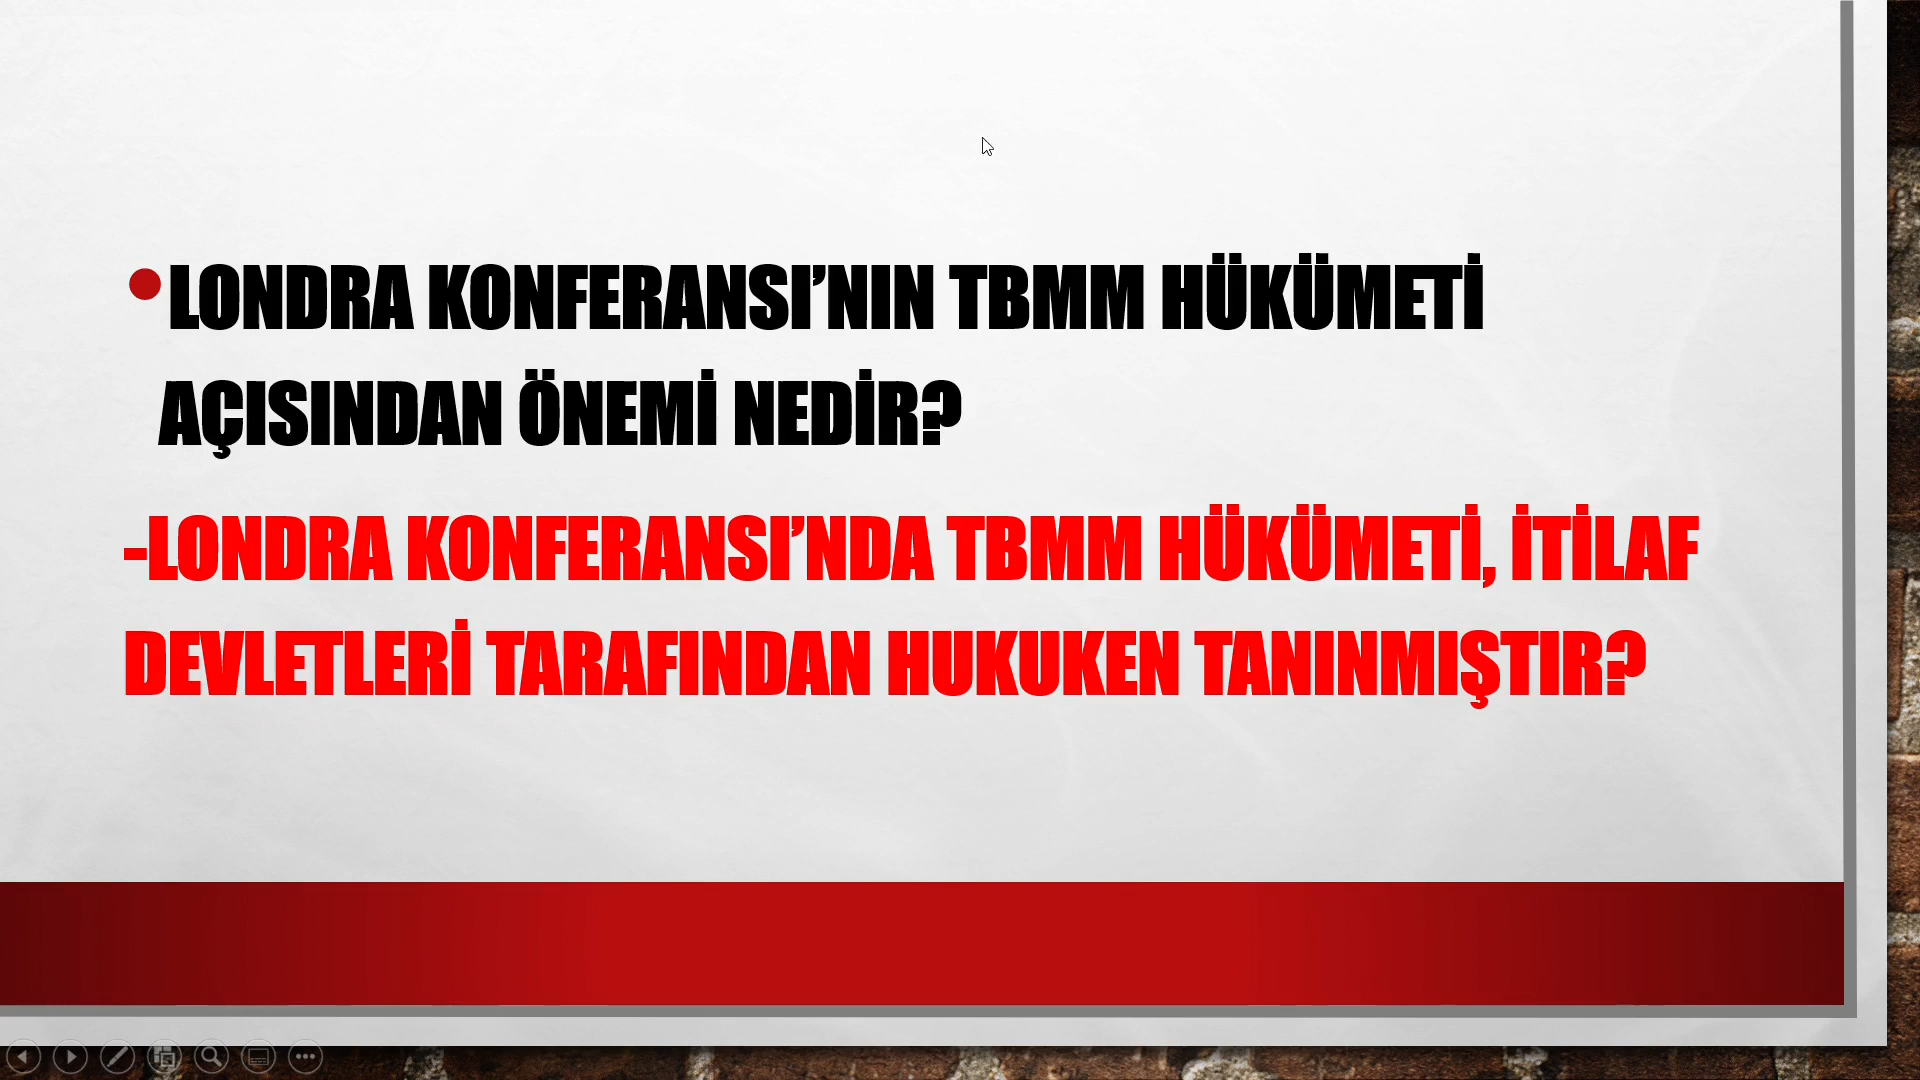 •LONDRA KONFERANSI’NIN TBMM HÜKÜMETİ
AÇISINDAN ÖNEMİ NEDİR?
-LONDRA KONFERANSI’NDA TBMM HÜKÜMETİ, İTİLAF
DEVLETLERİ TARAFINDAN HUKUKEN TANINMIŞTIR?